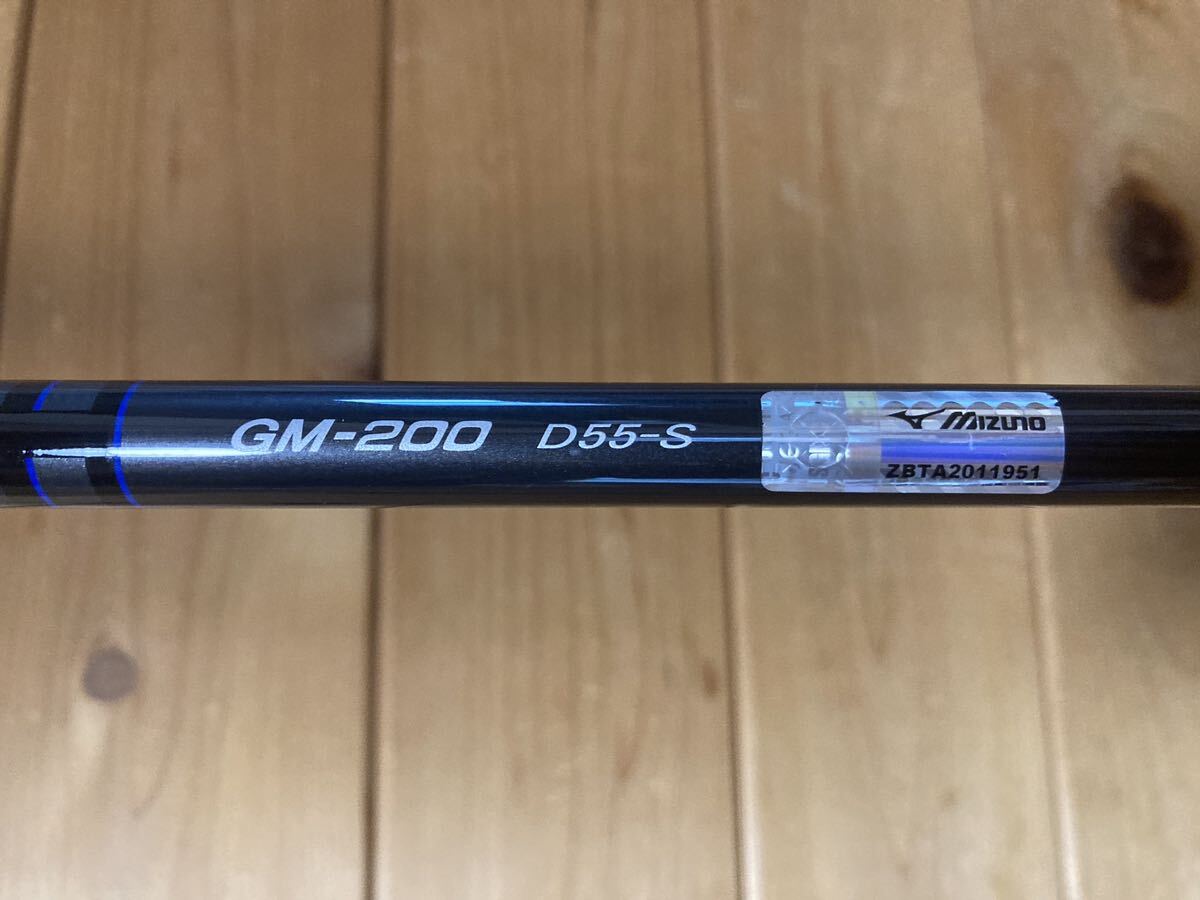 GM-200 D55-S
MIZUNO
ZBTA2011951